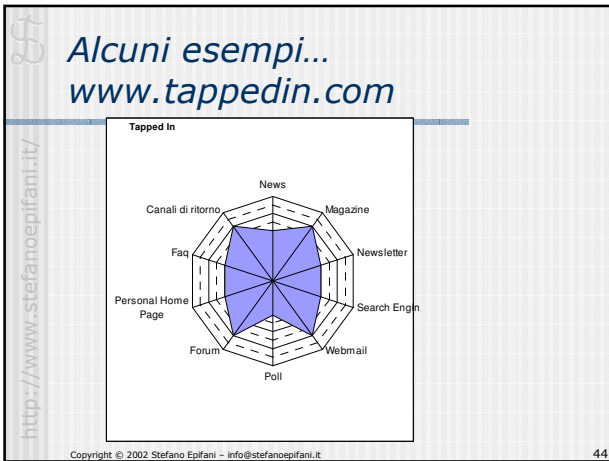 Alcuni esempi…
www.tappedin.com
http://www.stefanoepifani.it/
Tapped In
News
Canali di ritorno
Magazine
Faq
Newsletter
Personal Home
Page
Search Engin
Forum
Webmail
Poll
Copyright © 2002 Stefano Epifani – info@stefanoepifani.it
44